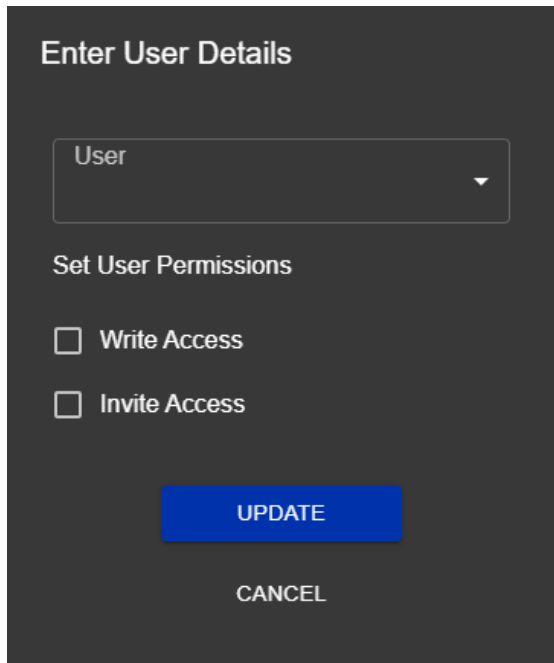 Enter User Details
User
Set User Permissions
Write Access
Invite Access
UPDATE
CANCEL